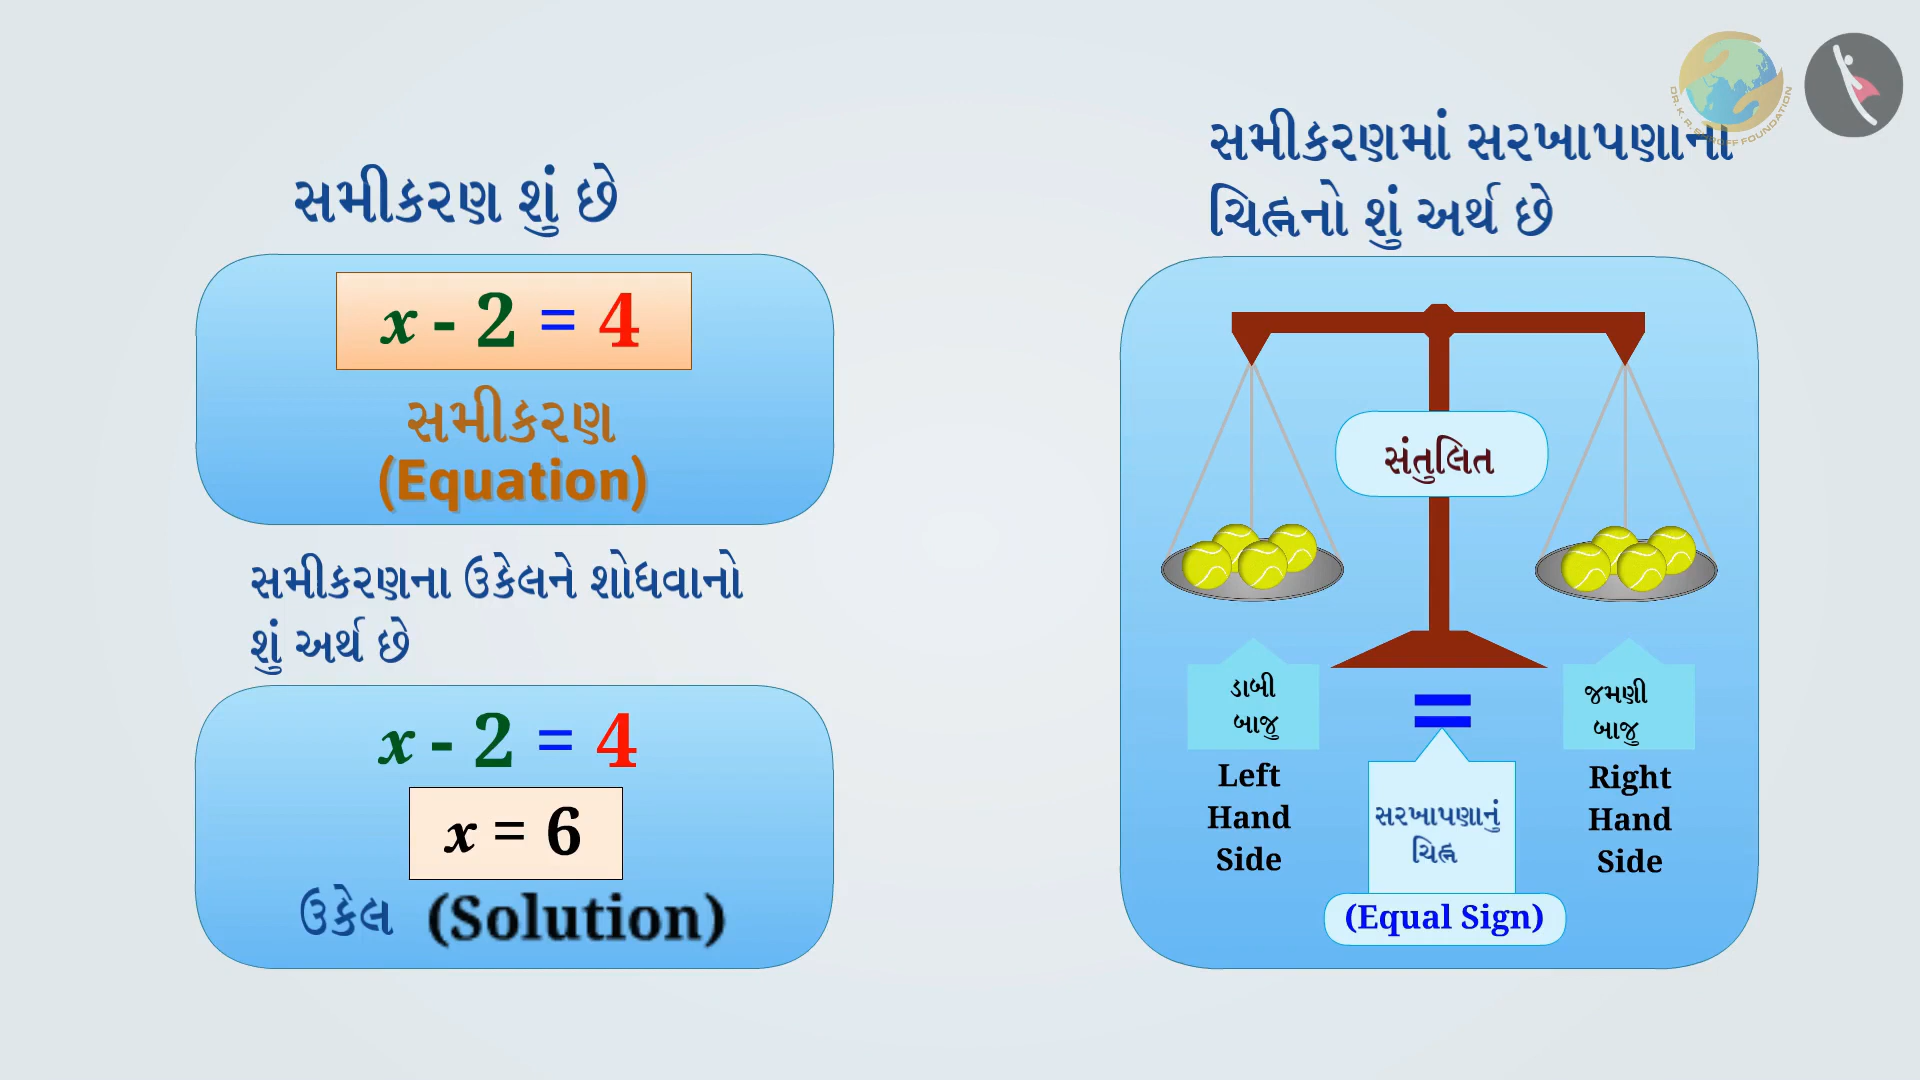 સમીકરણ શું છે
x - 2 = 4
સમીકરણ
(Equation)
સમીકરણના ઉકેલને શોધવાનો
શું અર્થ છે
x - 2 = 4
x = 6
ઉકેલ (Solution)
સમીકરણમાં સરખાપણાના
ચિહ્નનો શું અર્થ છે
સંતુલિત
ડાબી
બાજુ
Left
Hand
Side
=
સરખાપણાનું
ચિહ્ન
(Equal Sign)
જમણી
બાજુ
Right
Hand
Side